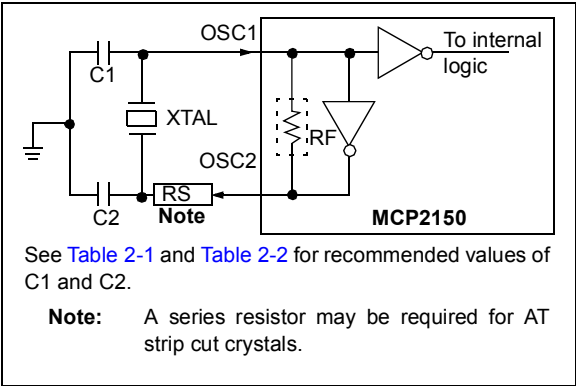 OSC1
To internal
logic
C1
XTAL
RF
OSC2
RS
C2
Note
MCP2150
See Table 2-1 and Table 2-2 for recommended values of
C1 and C2.
Note: A series resistor may be required for AT
strip cut crystals.